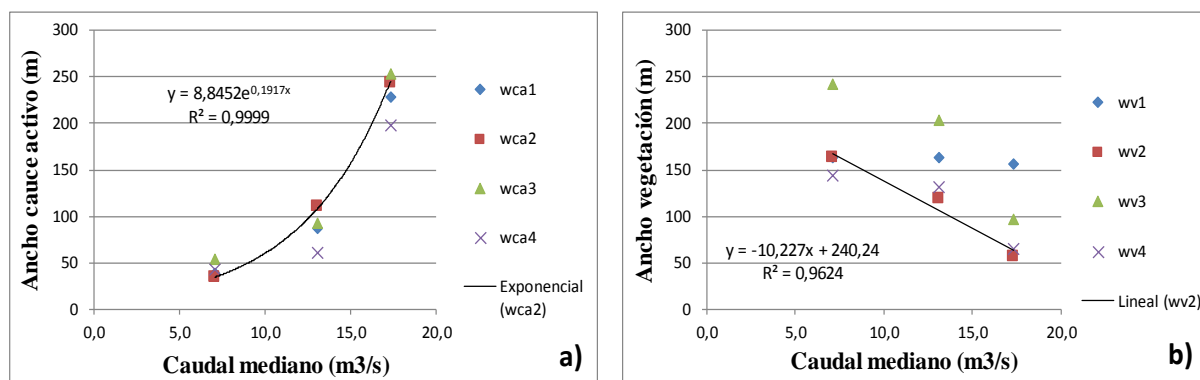 300
250
200
150
100
50
0
0,0
5,0
10,0
15,0
20,0
Ancho cauce activo (m)
Caudal mediano (m3/s)
y = 8,8452e^0,1917x
R² = 0,9999
wca1
wca2
wca3
wca4
Exponencial
(wca2)
a)
300
250
200
150
100
50
0
0,0
5,0
10,0
15,0
20,0
Ancho vegetación (m)
Caudal mediano (m3/s)
y = -10,227x + 240,24
R² = 0,9624
wv1
wv2
wv3
wv4
Lineal (wv2)
b)